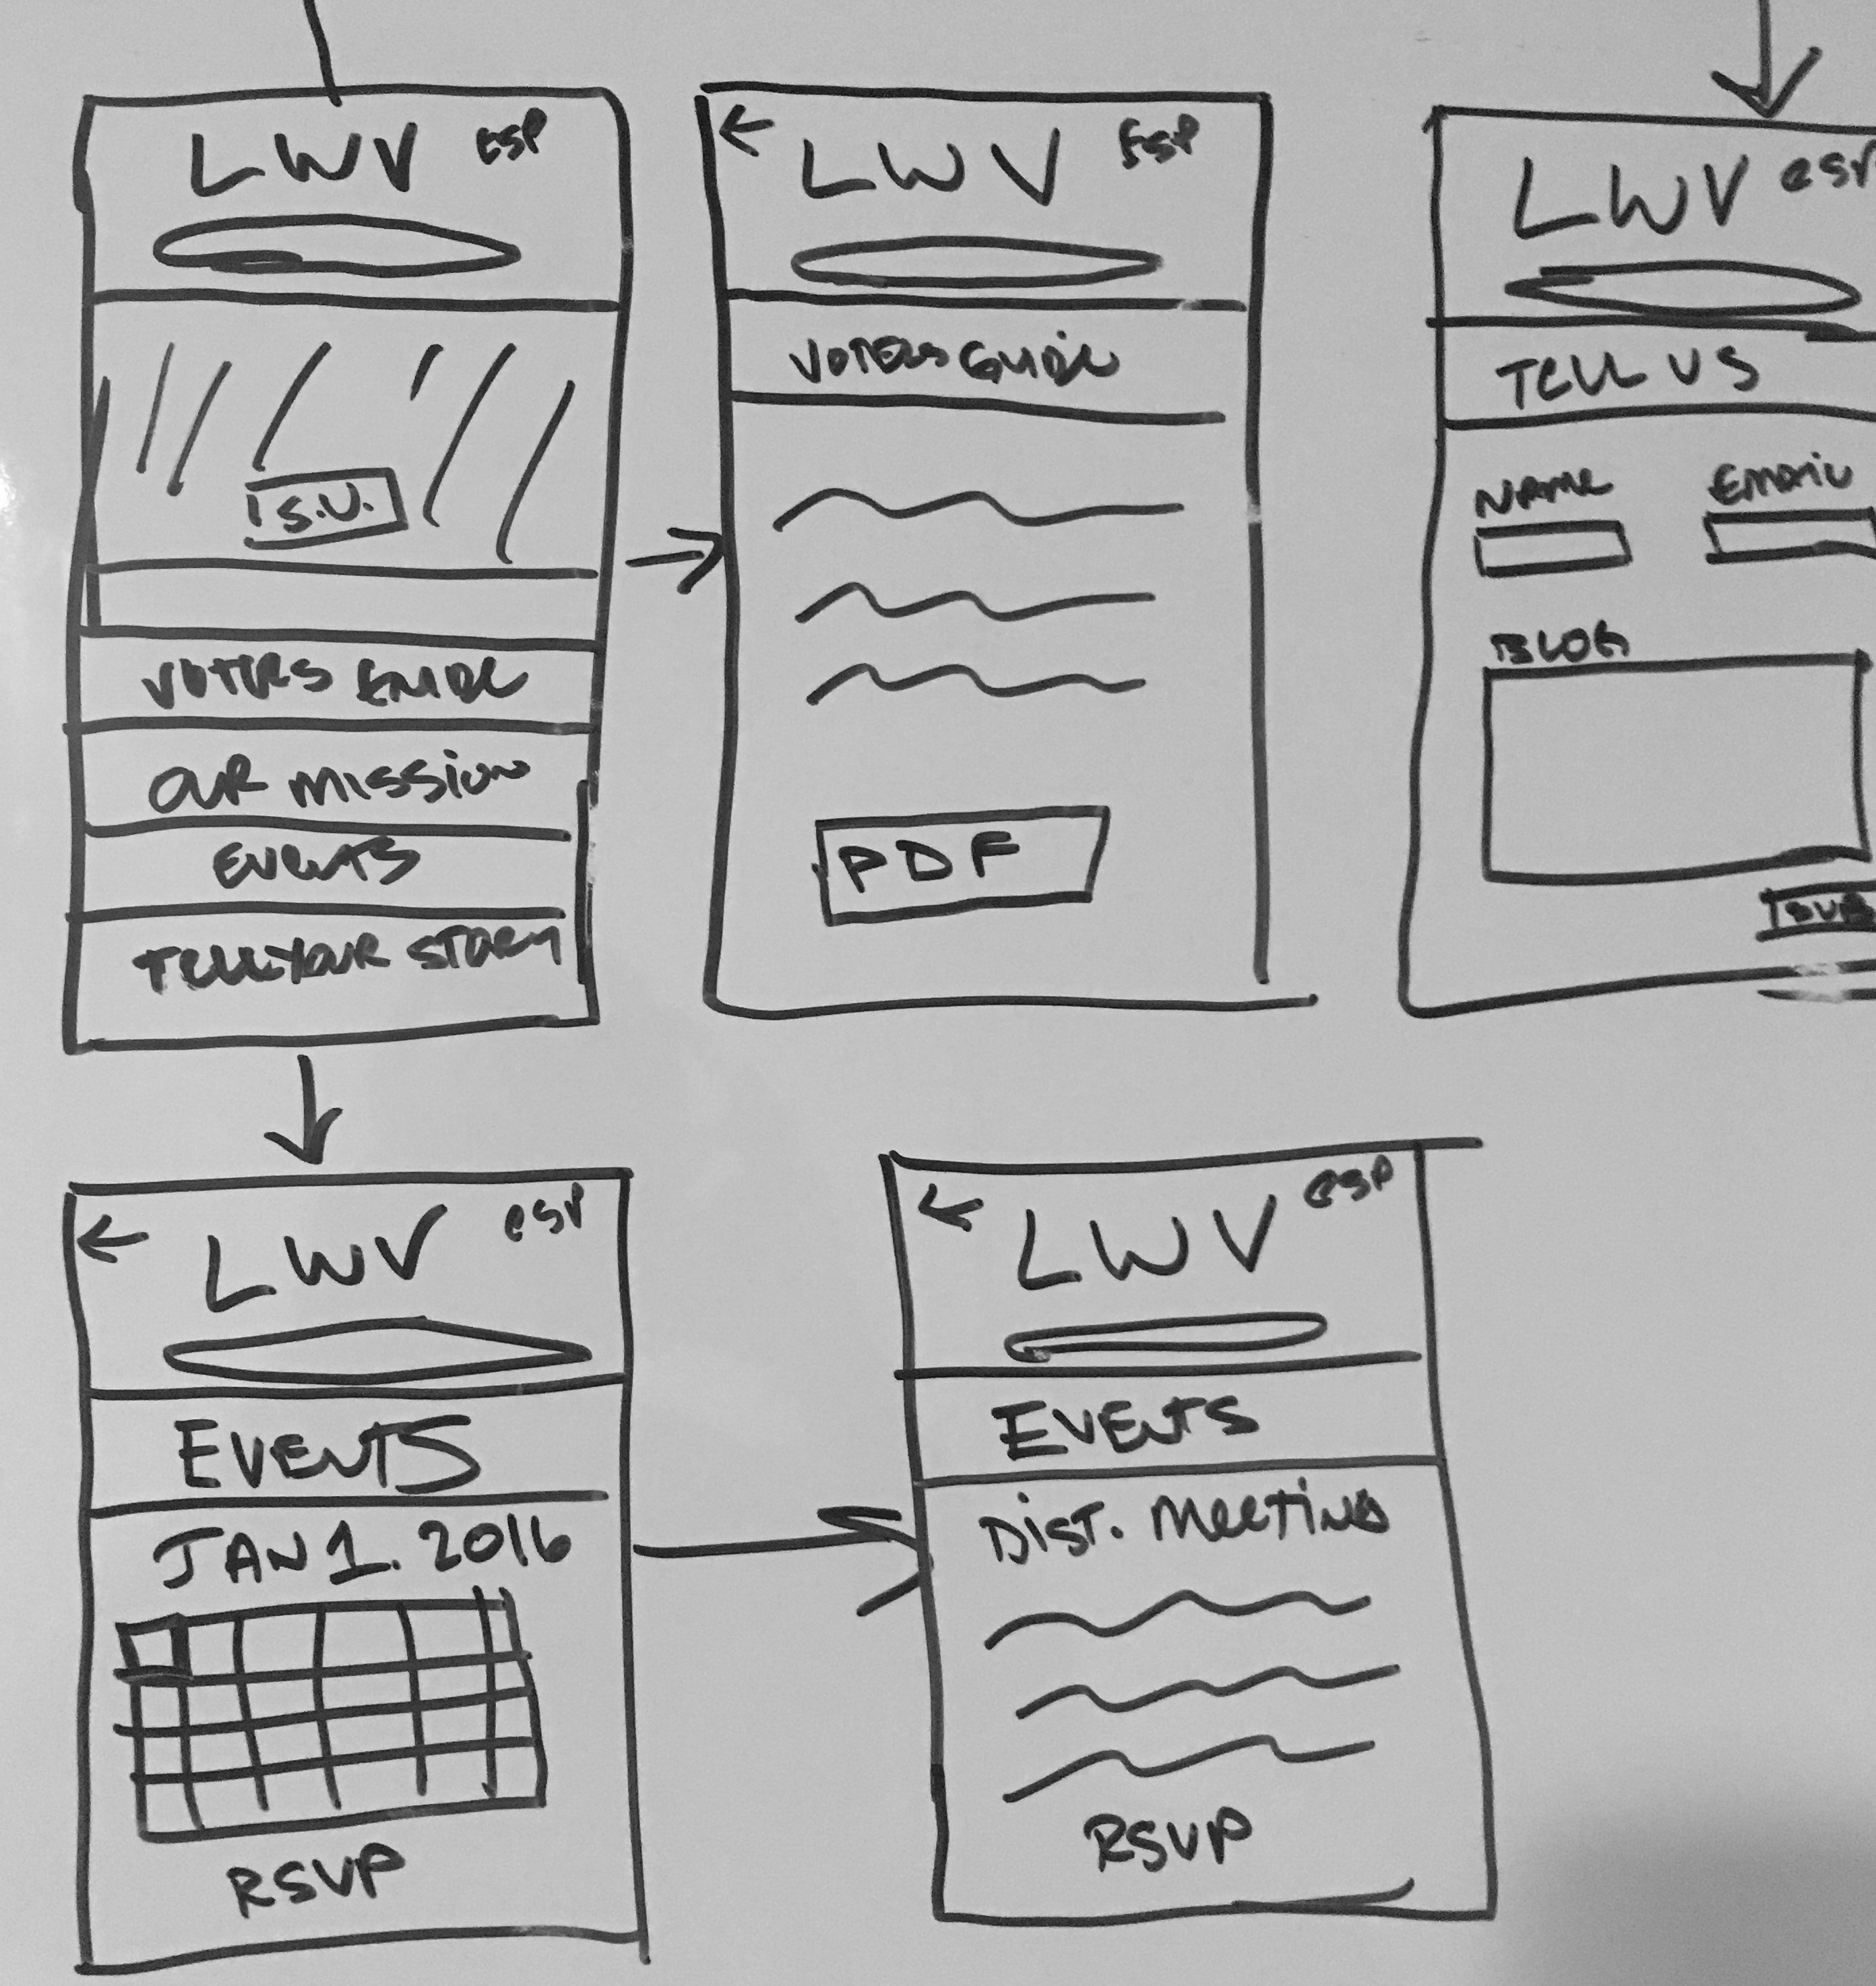 LWV ESP
S.U.
VOTERS GUIDE
OUR MISSION
EVENTS
TELL YOUR STORY
← LWV ESP
VOTERS GUIDE
PDF
LWV esp
TELL US
NAME EMAIL
BLOG
SUB
← LWV esp
EVENTS
JAN 1. 2016
RSVP
← LWV esp
EVENTS
DiST. MeeTiNG
RSVP